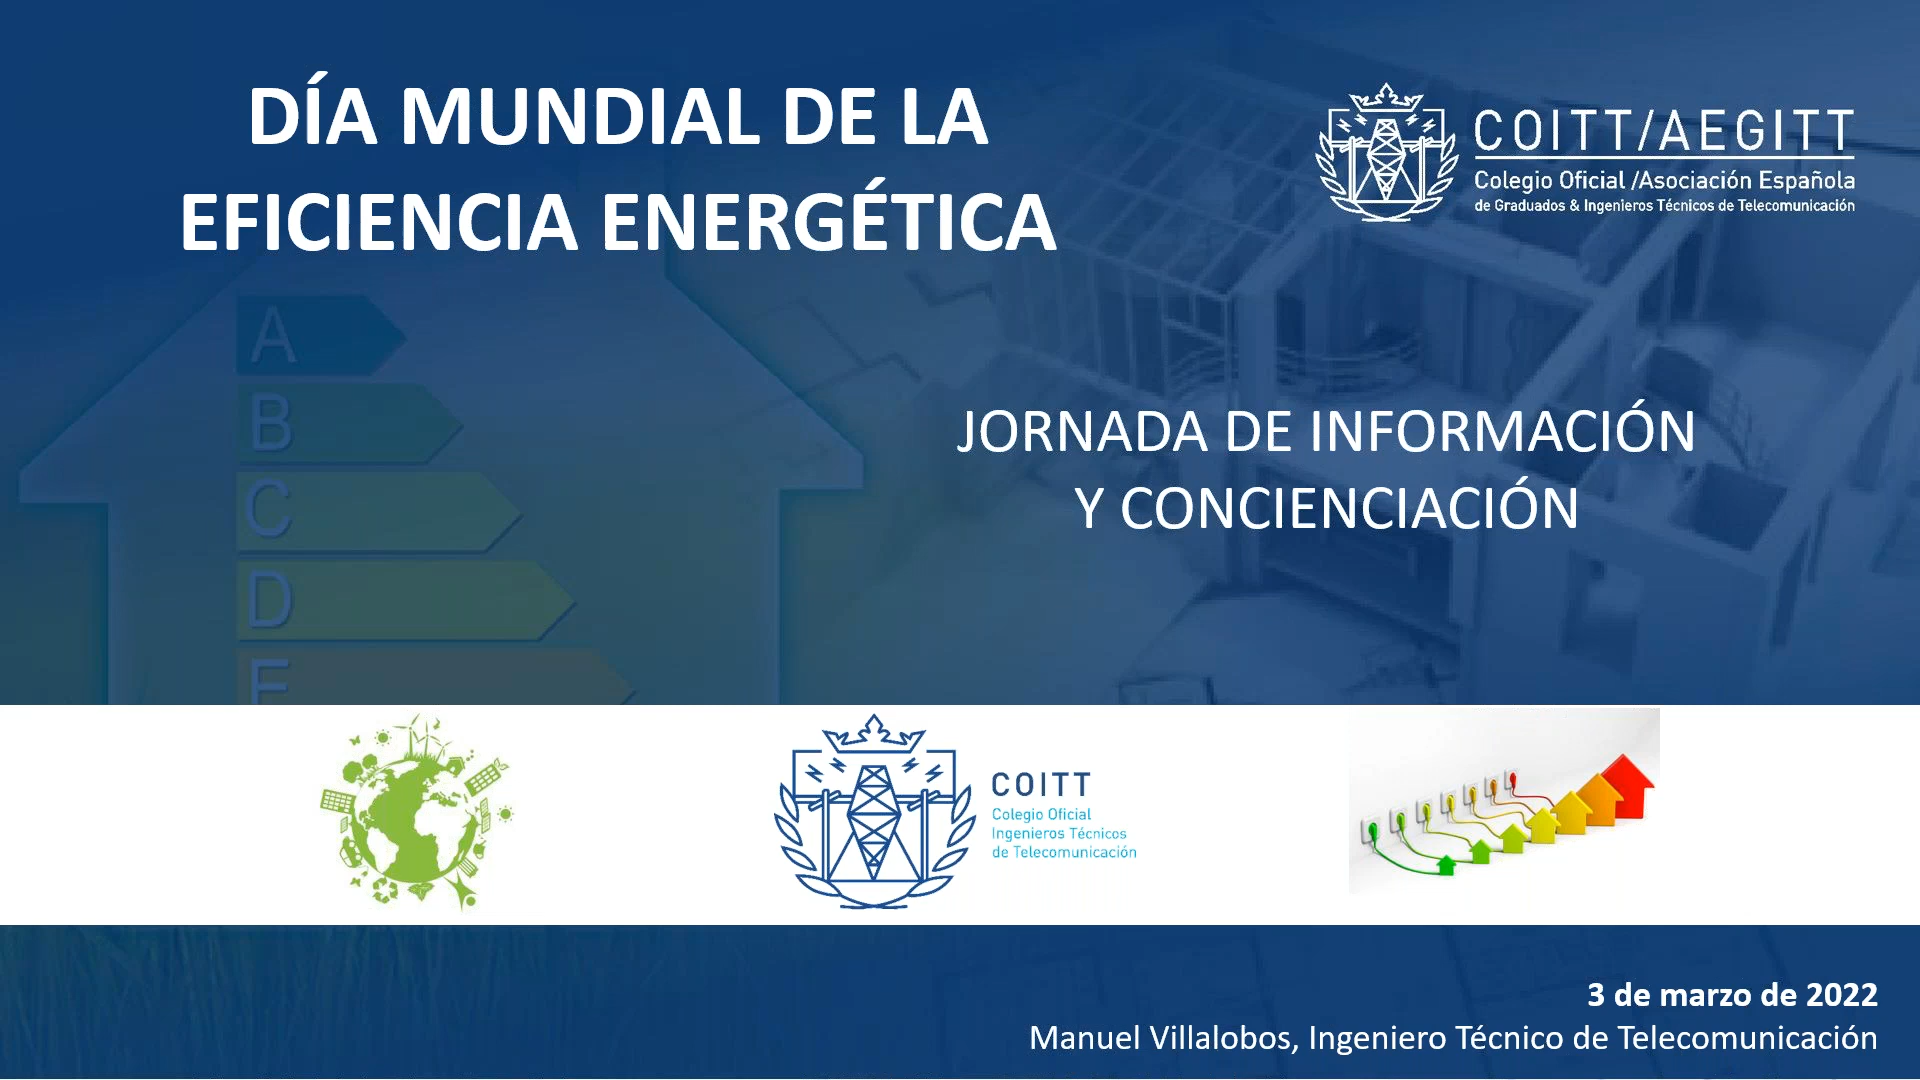 DÍA MUNDIAL DE LA
EFICIENCIA ENERGÉTICA
COITT/AEGITT
Colegio Oficial /Asociación Española
de Graduados & Ingenieros Técnicos de Telecomunicación
A
B
C
D
E
JORNADA DE INFORMACIÓN
Y CONCIENCIACIÓN
COITT
Colegio Oficial
Ingenieros Técnicos
de Telecomunicación
3 de marzo de 2022
Manuel Villalobos, Ingeniero Técnico de Telecomunicación